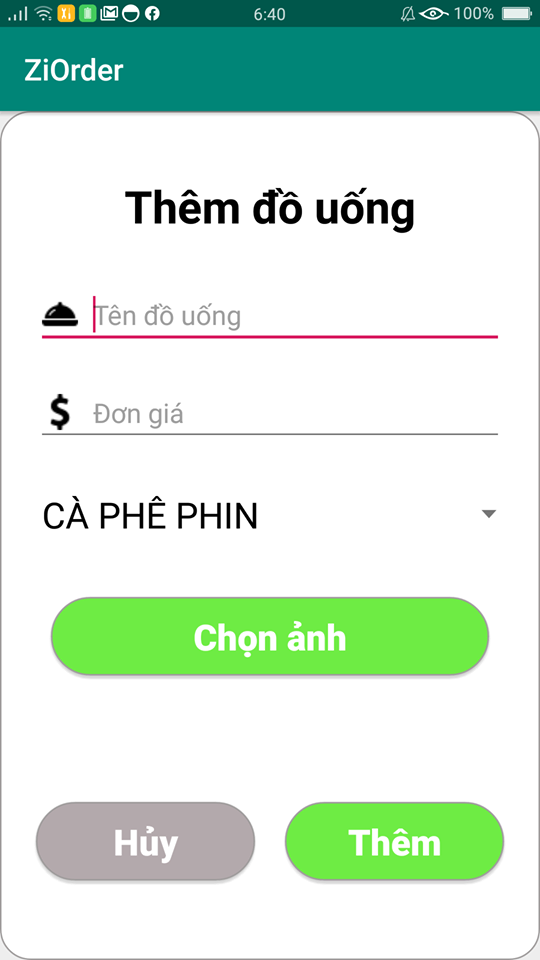 6:40
100%
ZiOrder
Thêm đồ uống
Tên đồ uống
$ Đơn giá
CÀ PHÊ PHIN
Chọn ảnh
Hủy Thêm